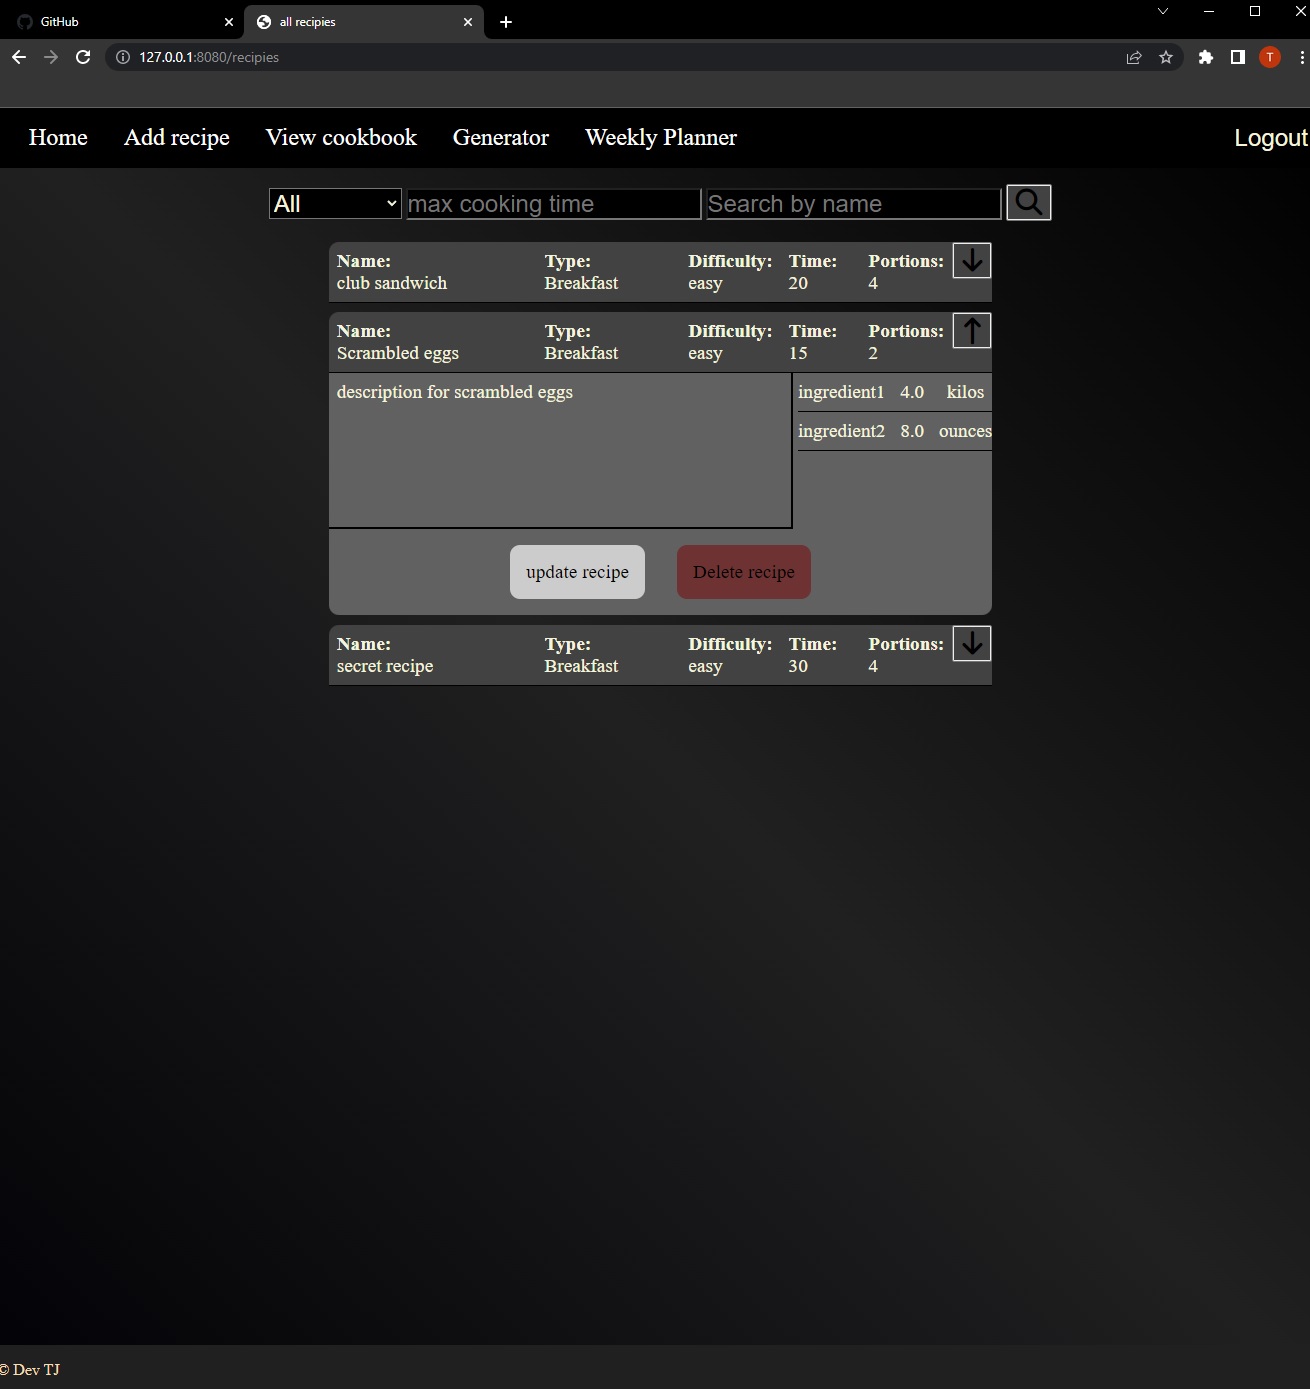 GitHub
all recipies
127.0.0.1:8080/recipies
T
Home Add recipe View cookbook Generator Weekly Planner Logout
All max cooking time Search by name
Name: Type: Difficulty: Time: Portions:
club sandwich Breakfast easy 20 4
Name: Type: Difficulty: Time: Portions:
Scrambled eggs Breakfast easy 15 2
description for scrambled eggs
ingredient1 4.0 kilos
ingredient2 8.0 ounces
update recipe Delete recipe
Name: Type: Difficulty: Time: Portions:
secret recipe Breakfast easy 30 4
© Dev TJ